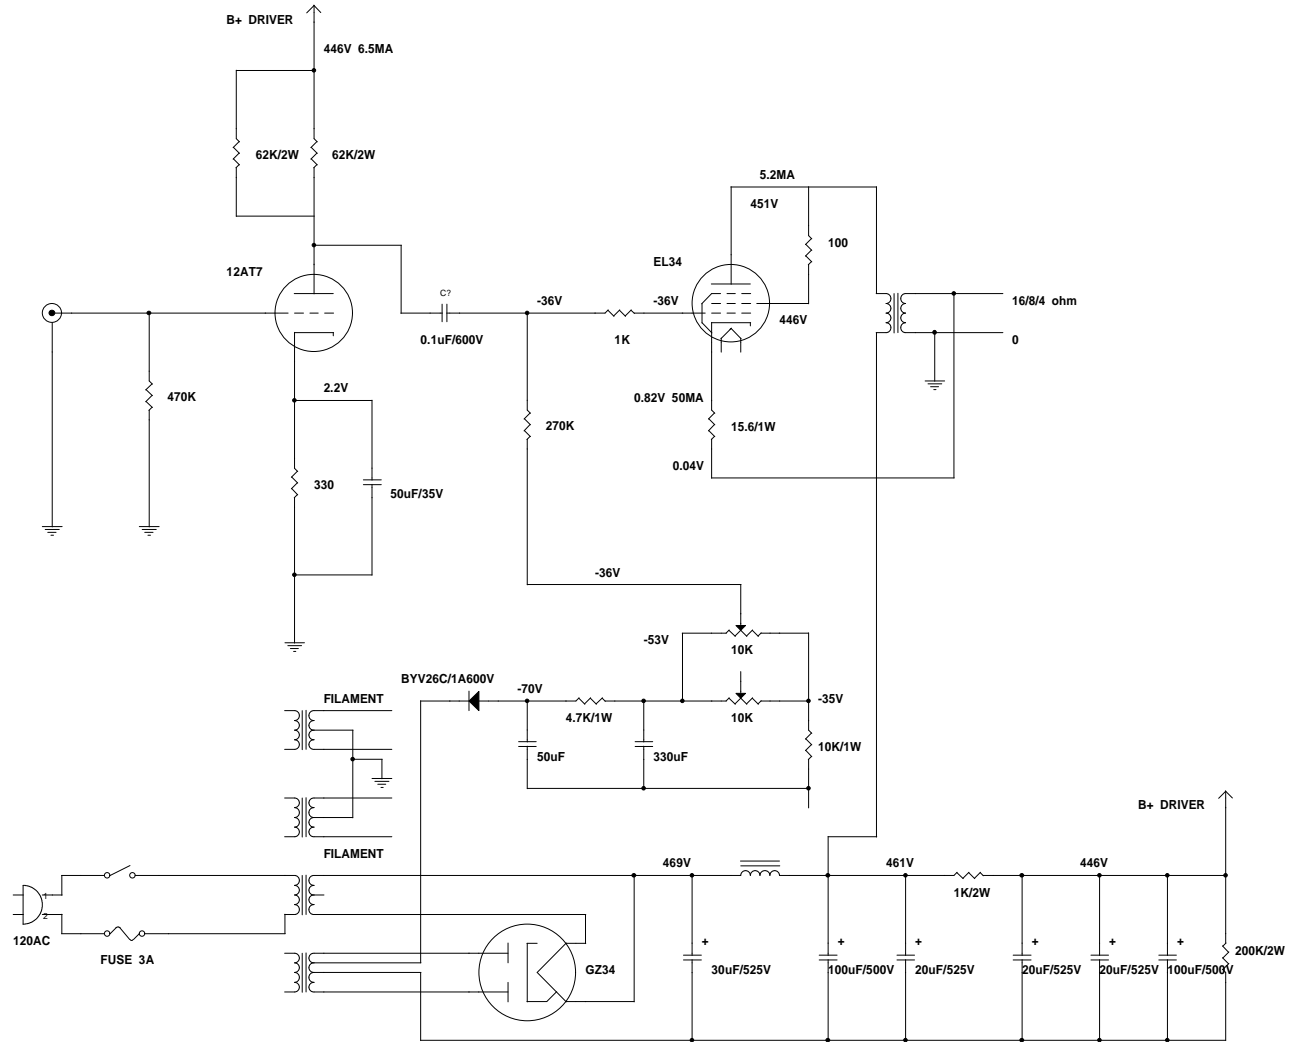 B+ DRIVER
446V 6.5MA
62K/2W
62K/2W
5.2MA
451V
100
12AT7
EL34
C?
-36V
-36V
446V
16/8/4 ohm
0.1uF/600V
1K
0
2.2V
470K
0.82V 50MA
270K
15.6/1W
0.04V
330
50uF/35V
-36V
-53V
10K
BYV26C/1A600V
-70V
FILAMENT
-35V
4.7K/1W
10K
50uF
330uF
10K/1W
B+ DRIVER
FILAMENT
469V
461V
446V
1
2
1K/2W
120AC
FUSE 3A
GZ34
+
+
+
+
+
+
30uF/525V
100uF/500V
20uF/525V
20uF/525V
20uF/525V
100uF/500V
200K/2W